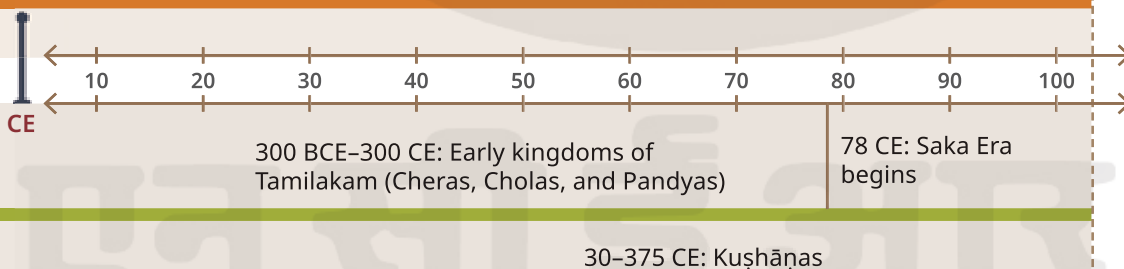 10 20 30 40 50 60 70 80 90 100
CE
300 BCE–300 CE: Early kingdoms of
Tamilakam (Cheras, Cholas, and Pandyas)
78 CE: Saka Era
begins
30–375 CE: Kuṣhāṇas